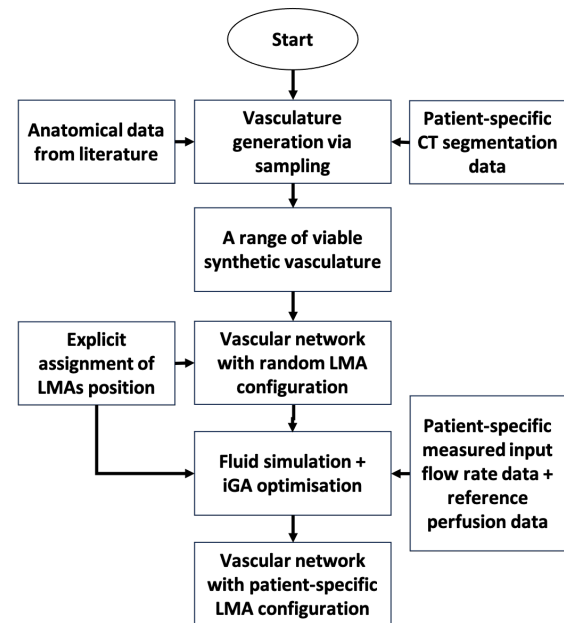 Start
Anatomical data
from literature
Vasculature
generation via
sampling
Patient-specific
CT segmentation
data
A range of viable
synthetic vasculature
Explicit
assignment of
LMAs position
Vascular network
with random LMA
configuration
Fluid simulation +
iGA optimisation
Patient-specific
measured input
flow rate data +
reference
perfusion data
Vascular network
with patient-specific
LMA configuration